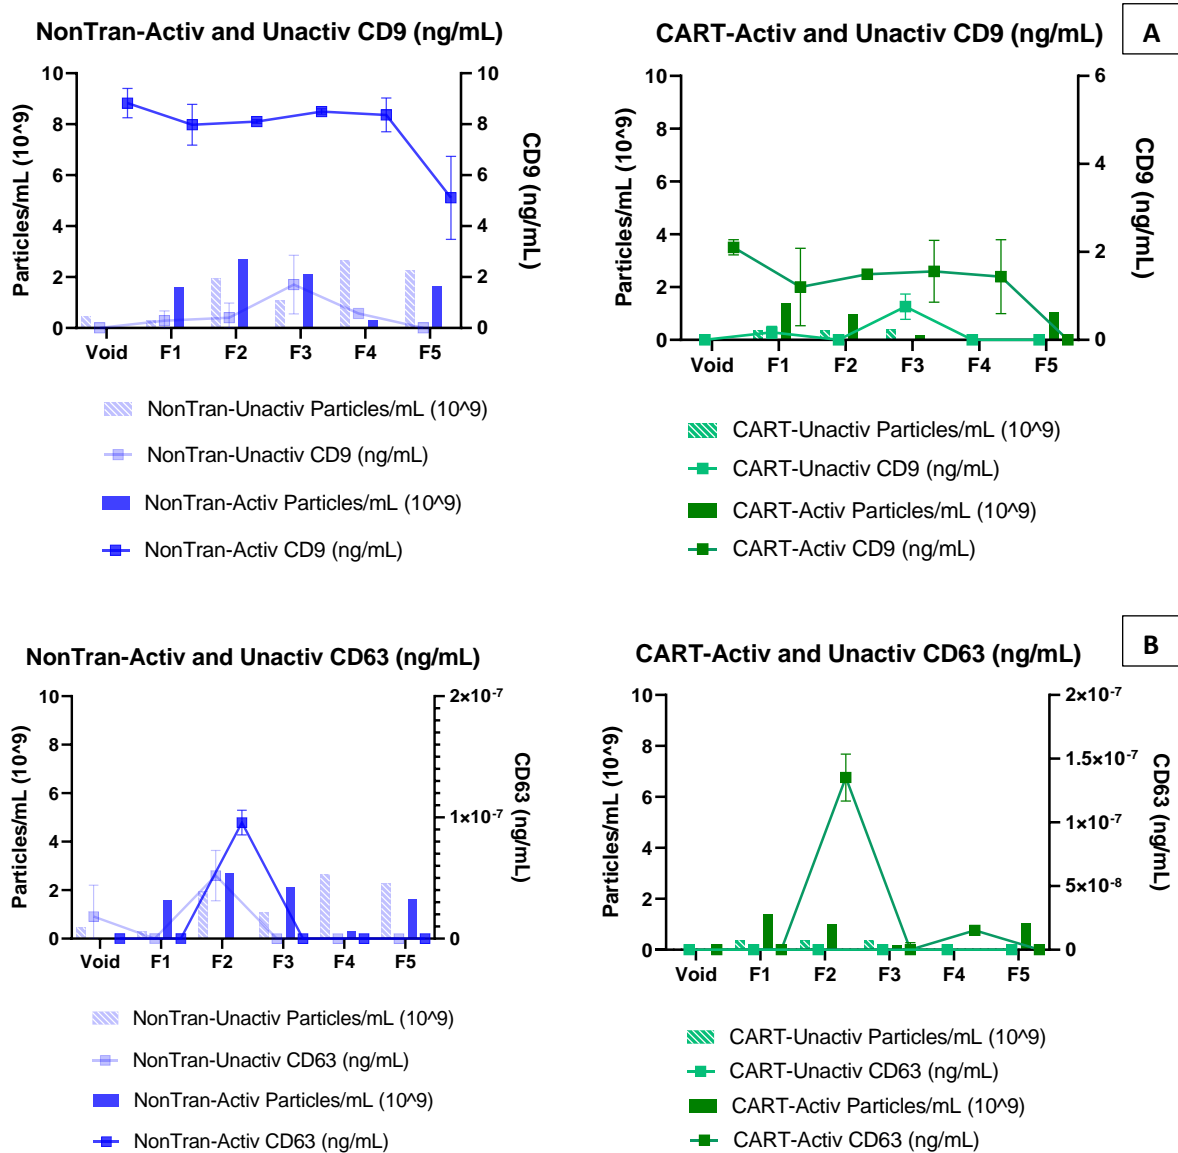 NonTran-Activ and Unactiv CD9 (ng/mL)
CART-Activ and Unactiv CD9 (ng/mL)
A
Particles/mL (10^9)
10
8
6
4
2
0
10
8
6
4
2
0
CD9 (ng/mL)
Void F1 F2 F3 F4 F5
NonTran-Unactiv Particles/mL (10^9)
NonTran-Unactiv CD9 (ng/mL)
NonTran-Activ Particles/mL (10^9)
NonTran-Activ CD9 (ng/mL)
Particles/mL (10^9)
10
8
6
4
2
0
6
4
2
0
CD9 (ng/mL)
Void F1 F2 F3 F4 F5
CART-Unactiv Particles/mL (10^9)
CART-Unactiv CD9 (ng/mL)
CART-Activ Particles/mL (10^9)
CART-Activ CD9 (ng/mL)
NonTran-Activ and Unactiv CD63 (ng/mL)
CART-Activ and Unactiv CD63 (ng/mL)
B
Particles/mL (10^9)
10
8
6
4
2
0
2×10-7
1×10-7
0
CD63 (ng/mL)
Void F1 F2 F3 F4 F5
NonTran-Unactiv Particles/mL (10^9)
NonTran-Unactiv CD63 (ng/mL)
NonTran-Activ Particles/mL (10^9)
NonTran-Activ CD63 (ng/mL)
Particles/mL (10^9)
10
8
6
4
2
0
2×10-7
1.5×10-7
1×10-7
5×10-8
0
CD63 (ng/mL)
Void F1 F2 F3 F4 F5
CART-Unactiv Particles/mL (10^9)
CART-Unactiv CD63 (ng/mL)
CART-Activ Particles/mL (10^9)
CART-Activ CD63 (ng/mL)